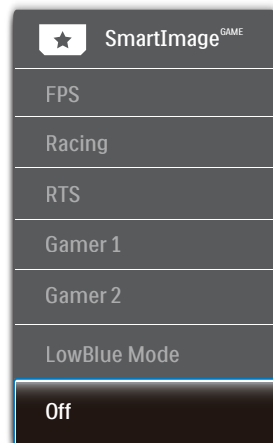 SmartImage GAME
FPS
Racing
RTS
Gamer 1
Gamer 2
LowBlue Mode
Off